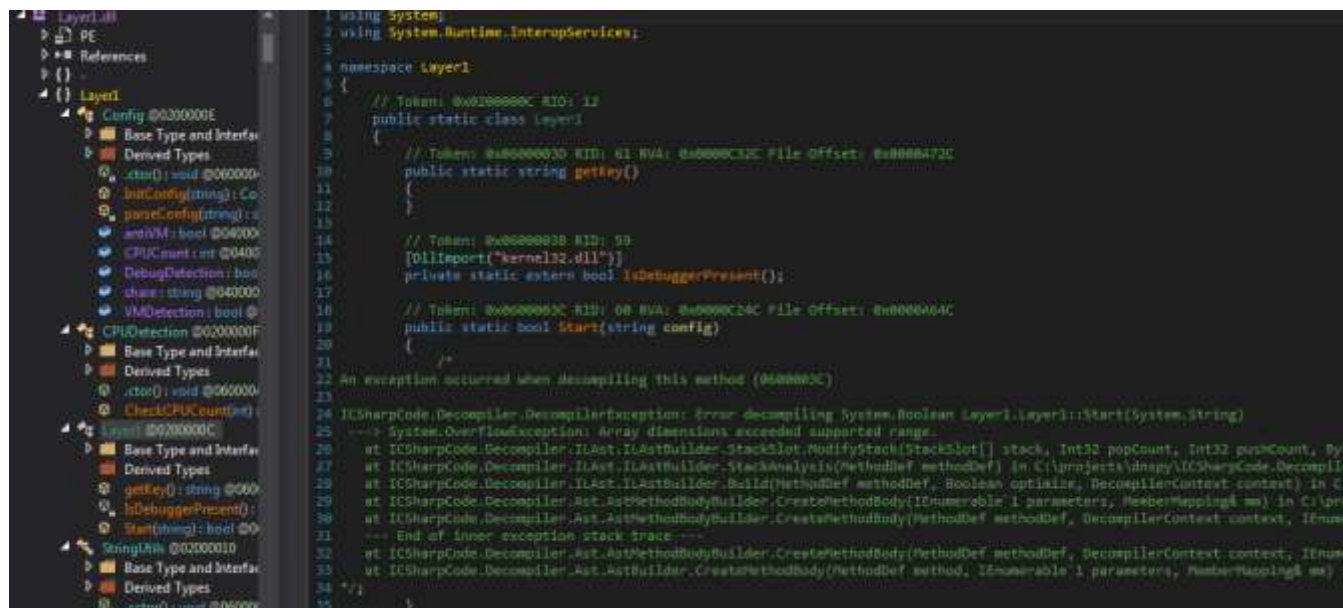 Layer1.dll
PE
References
{ } -
{ } Layer1
Config @0200000E
Base Type and Interfa
Derived Types
.ctor() : void @060000
InitConfig(string) : Co
parseConfig(string) : s
antiVM : bool @04000
CPUCount : int @0400
DebugDetection : boo
share : string @040000
VMDetection : bool @
CPUDetection @0200000F
Base Type and Interfa
Derived Types
.ctor() : void @060000
CheckCPUCount(int) :
Layer1 @0200000C
Base Type and Interfa
Derived Types
getKey() : string @060
IsDebuggerPresent() :
Start(string) : bool @0
StringUtils @02000010
Base Type and Interfa
Derived Types
1 using System;
2 using System.Runtime.InteropServices;
3
4 namespace Layer1
5 {
6 // Token: 0x0200000C RID: 12
7 public static class Layer1
8 {
9 // Token: 0x0600003D RID: 61 RVA: 0x0000C32C File Offset: 0x0000A72C
10 public static string getKey()
11 {
12 }
13
14 // Token: 0x0600003B RID: 59
15 [DllImport("kernel32.dll")]
16 private static extern bool IsDebuggerPresent();
17
18 // Token: 0x0600003C RID: 60 RVA: 0x0000C24C File Offset: 0x0000A64C
19 public static bool Start(string config)
20 {
21 /*
22 An exception occurred when decompiling this method (0600003C)
23
24 ICSharpCode.Decompiler.DecompilerException: Error decompiling System.Boolean Layer1.Layer1::Start(System.String)
25 ---> System.OverflowException: Array dimensions exceeded supported range.
26 at ICSharpCode.Decompiler.ILAst.ILAstBuilder.StackSlot.ModifyStack(StackSlot[] stack, Int32 popCount, Int32 pushCount, By
27 at ICSharpCode.Decompiler.ILAst.ILAstBuilder.StackAnalysis(MethodDef methodDef) in C:\projects\dnspy\ICSharpCode.Decompil
28 at ICSharpCode.Decompiler.ILAst.ILAstBuilder.Build(MethodDef methodDef, Boolean optimize, DecompilerContext context) in C
29 at ICSharpCode.Decompiler.Ast.AstMethodBodyBuilder.CreateMethodBody(IEnumerable`1 parameters, MemberMapping& mm) in C:\pro
30 at ICSharpCode.Decompiler.Ast.AstMethodBodyBuilder.CreateMethodBody(MethodDef methodDef, DecompilerContext context, IEnum
31 --- End of inner exception stack trace ---
32 at ICSharpCode.Decompiler.Ast.AstMethodBodyBuilder.CreateMethodBody(MethodDef methodDef, DecompilerContext context, IEnum
33 at ICSharpCode.Decompiler.Ast.AstBuilder.CreateMethodBody(MethodDef method, IEnumerable`1 parameters, MemberMapping& mm)
34 */;
35 }